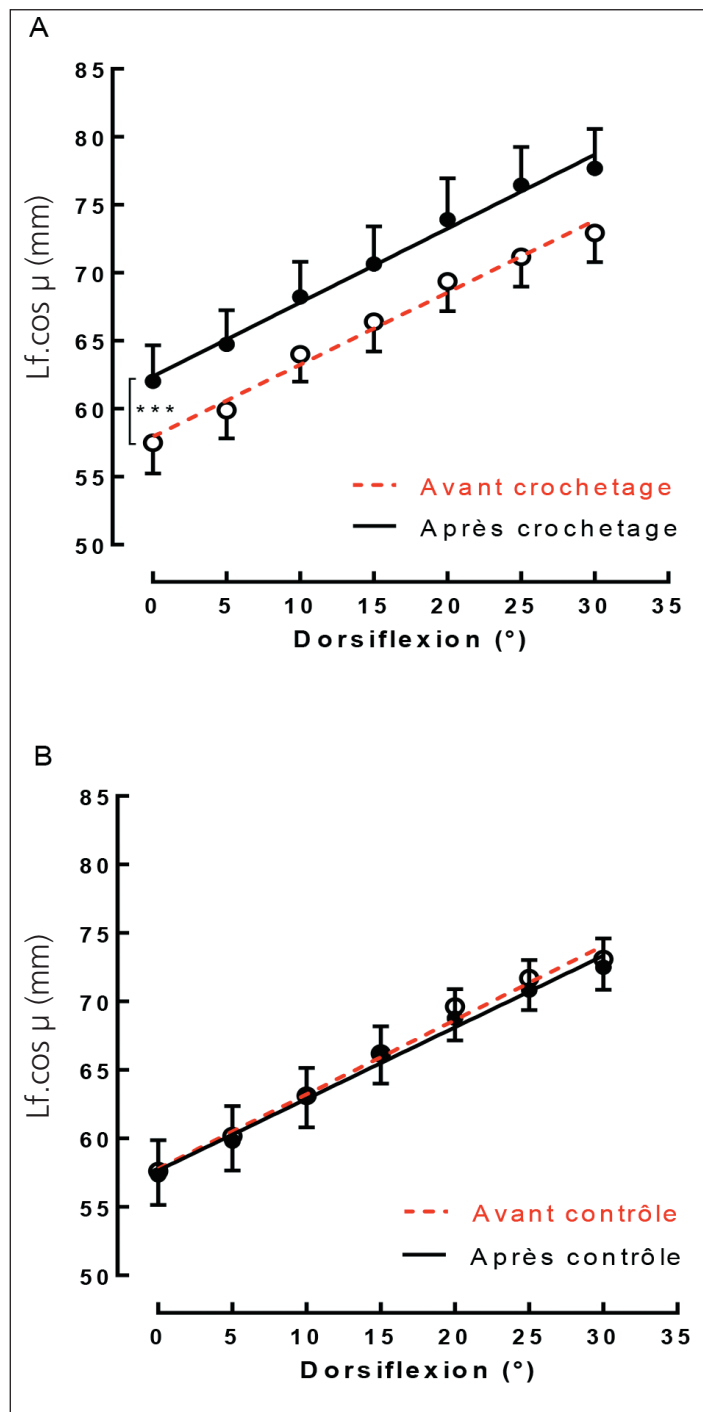 A
85
80
75
70
65
60
55
50
Lf.cos µ (mm)
***
Avant crochetage
Après crochetage
0 5 10 15 20 25 30 35
Dorsiflexion (°)
B
85
80
75
70
65
60
55
50
Lf.cos µ (mm)
Avant contrôle
Après contrôle
0 5 10 15 20 25 30 35
Dorsiflexion (°)